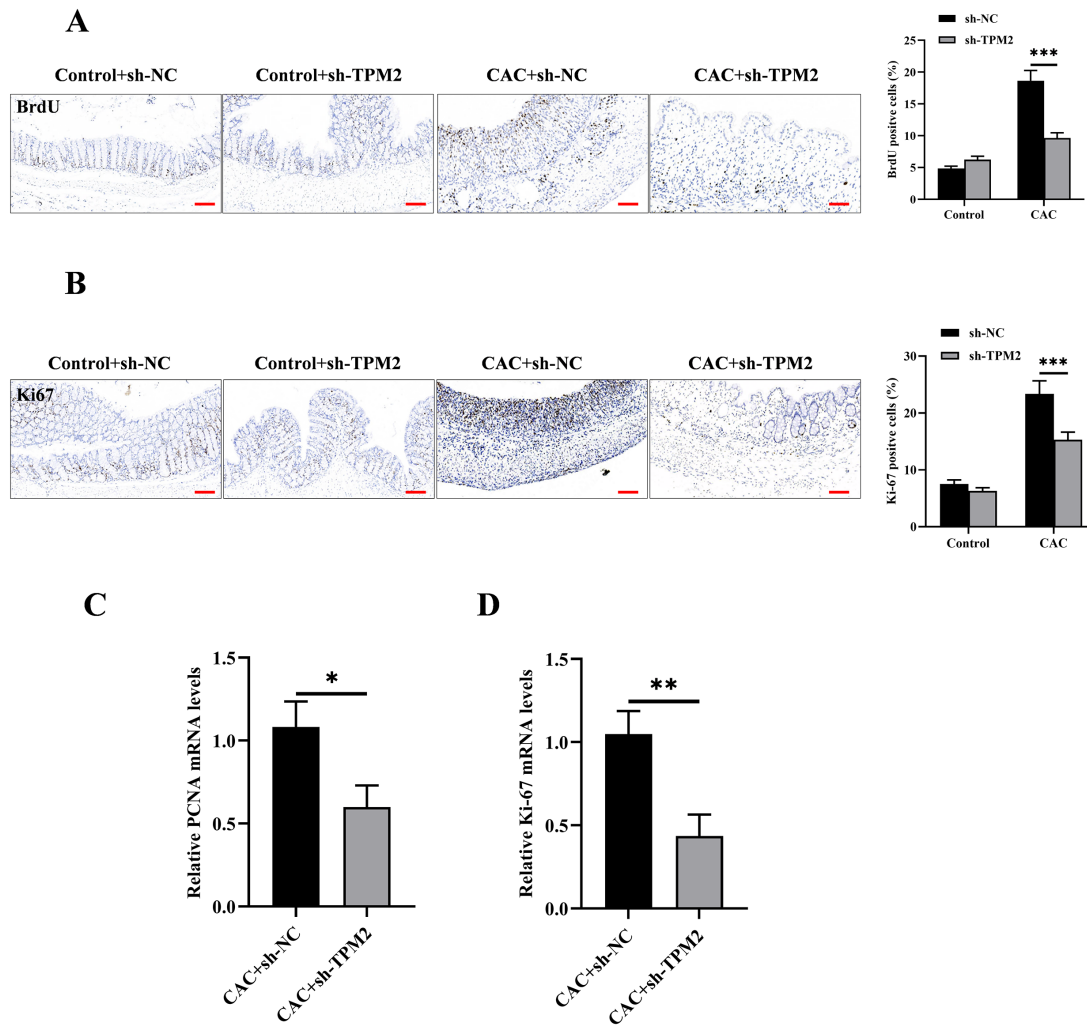 A
sh-NC
sh-TPM2
Control+sh-NC
Control+sh-TPM2
CAC+sh-NC
CAC+sh-TPM2
BrdU
BrdU positve cells (%)
25
20
15
10
5
0
***
Control
CAC
B
sh-NC
sh-TPM2
Control+sh-NC
Control+sh-TPM2
CAC+sh-NC
CAC+sh-TPM2
Ki67
Ki-67 positve cells (%)
30
20
10
0
***
Control
CAC
C
Relative PCNA mRNA levels
1.5
1.0
0.5
0.0
*
CAC+sh-NC
CAC+sh-TPM2
D
Relative Ki-67 mRNA levels
1.5
1.0
0.5
0.0
**
CAC+sh-NC
CAC+sh-TPM2